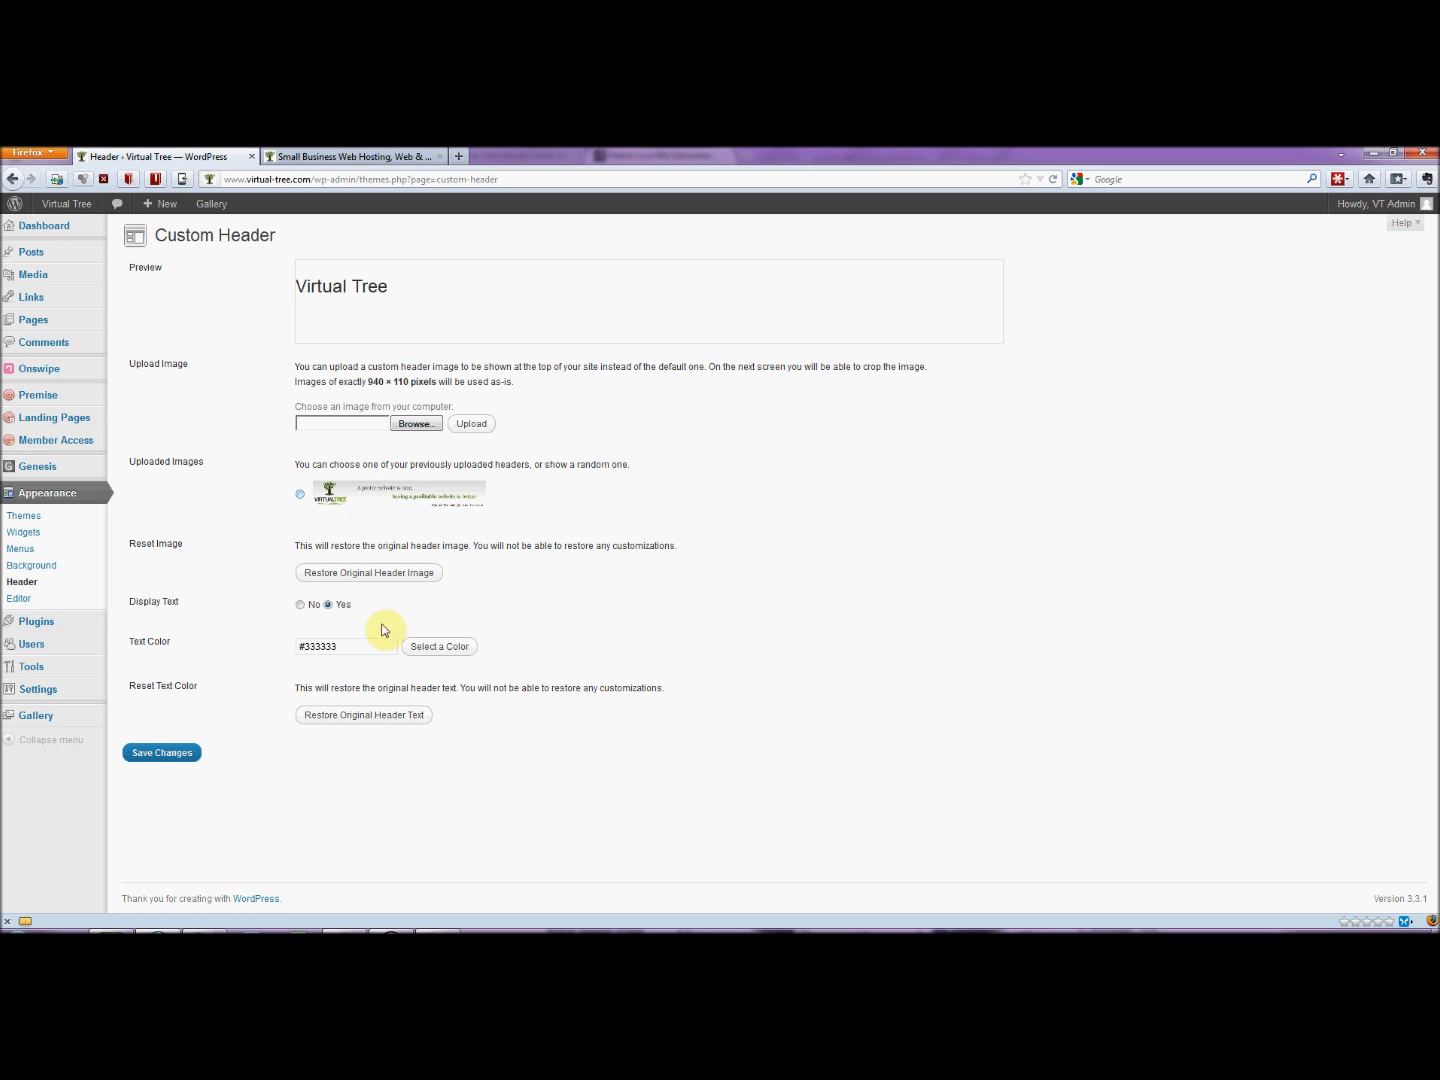 Firefox
Header ‹ Virtual Tree — WordPress
Small Business Web Hosting, Web & ...
www.virtual-tree.com/wp-admin/themes.php?page=custom-header
Google
Virtual Tree
New
Gallery
Howdy, VT Admin
Help
Dashboard
Posts
Media
Links
Pages
Comments
Onswipe
Premise
Landing Pages
Member Access
Genesis
Appearance
Themes
Widgets
Menus
Background
Header
Editor
Plugins
Users
Tools
Settings
Gallery
Collapse menu
Custom Header
Preview
Virtual Tree
Upload Image
You can upload a custom header image to be shown at the top of your site instead of the default one. On the next screen you will be able to crop the image.
Images of exactly 940 × 110 pixels will be used as-is.
Choose an image from your computer:
Browse...
Upload
Uploaded Images
You can choose one of your previously uploaded headers, or show a random one.
VIRTUALTREE
A pretty website is nice,
having a profitable website is better.
Reset Image
This will restore the original header image. You will not be able to restore any customizations.
Restore Original Header Image
Display Text
No Yes
Text Color
#333333
Select a Color
Reset Text Color
This will restore the original header text. You will not be able to restore any customizations.
Restore Original Header Text
Save Changes
Thank you for creating with WordPress.
Version 3.3.1